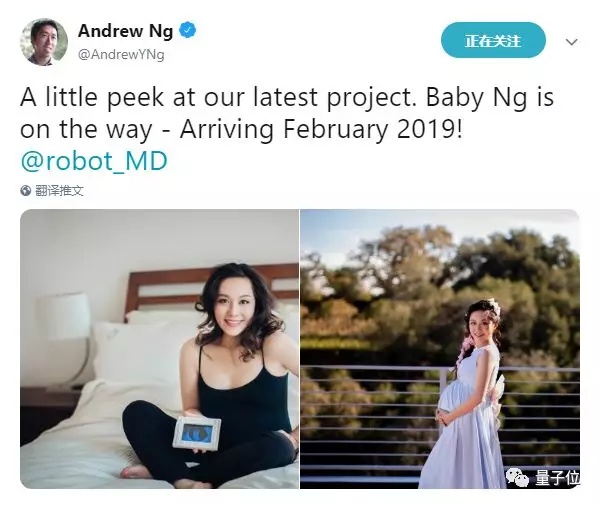 Andrew Ng
@AndrewYNg
正在关注
A little peek at our latest project. Baby Ng is
on the way - Arriving February 2019!
@robot_MD
翻译推文
量子位